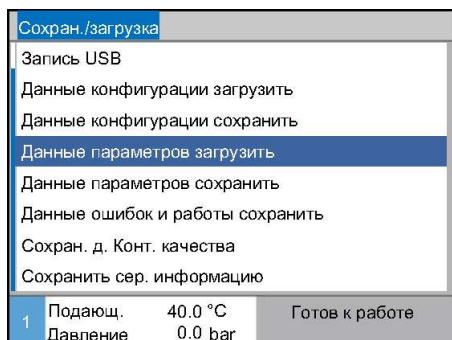 Сохран./загрузка
Запись USB
Данные конфигурации загрузить
Данные конфигурации сохранить
Данные параметров загрузить
Данные параметров сохранить
Данные ошибок и работы сохранить
Сохран. д. Конт. качества
Сохранить сер. информацию
1 Подающ. 40.0 °C Готов к работе
Давление 0.0 bar